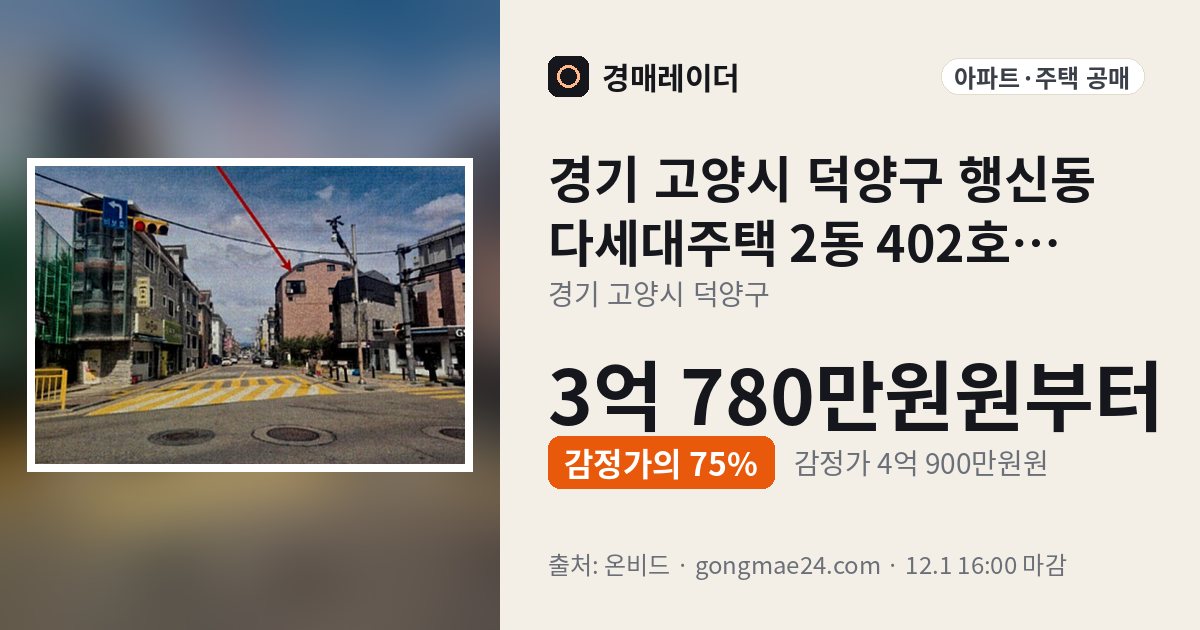 경매레이더
아파트·주택 공매
경기 고양시 덕양구 행신동
다세대주택 2동 402호…
경기 고양시 덕양구
3억 780만원원부터
감정가의 75%
감정가 4억 900만원원
출처: 온비드 · gongmae24.com · 12.1 16:00 마감
비보호